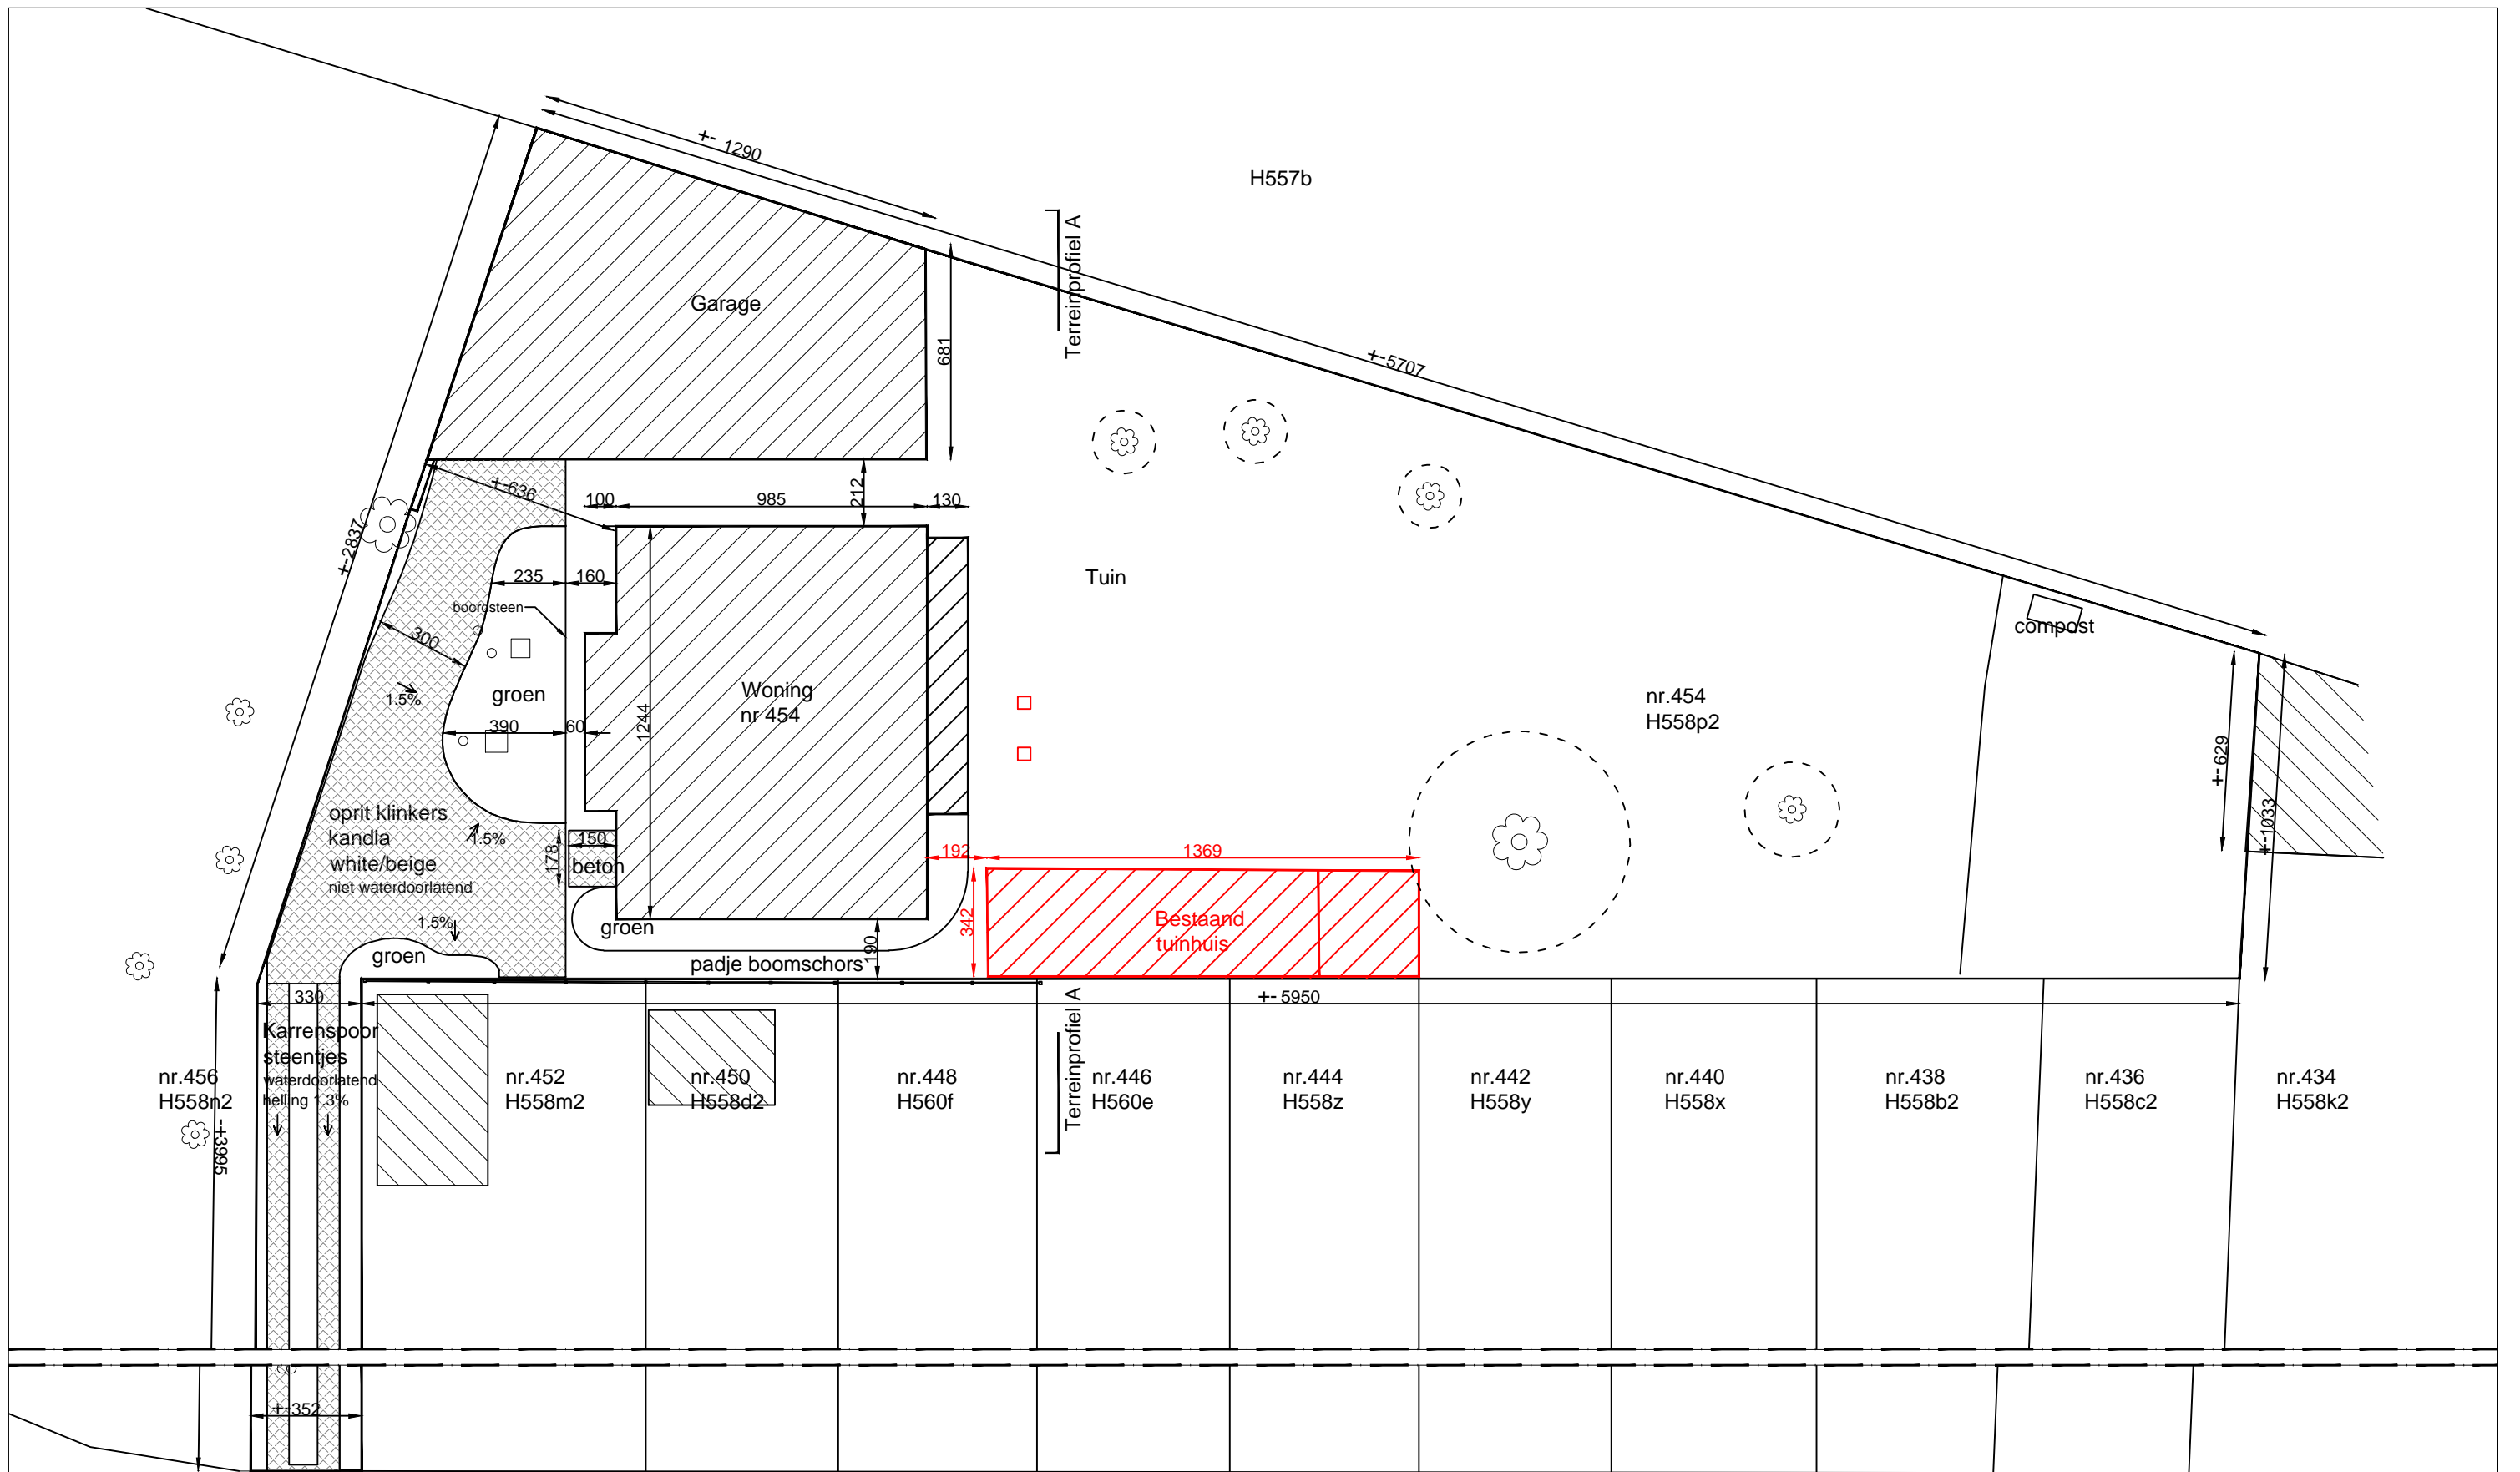 +- 1290
H557b
Terreinprofiel A
Garage
681
+-5707
+-636
100
985
212
130
+-2837
235
160
Tuin
boordsteen
300
compost
1.5%
groen
Woning
nr 454
nr.454
H558p2
390
60
1244
+-629
+-1033
oprit klinkers
kandla
white/beige
niet waterdoorlatend
1.5%
178
150
beton
192
1369
342
Bestaand
tuinhuis
1.5%
groen
groen
190
padje boomschors
330
+- 5950
Karrenspoor
steentjes
waterdoorlatend
helling 1.3%
Terreinprofiel A
nr.456
H558n2
nr.452
H558m2
nr.450
H558d2
nr.448
H560f
nr.446
H560e
nr.444
H558z
nr.442
H558y
nr.440
H558x
nr.438
H558b2
nr.436
H558c2
nr.434
H558k2
-+3995
+-352